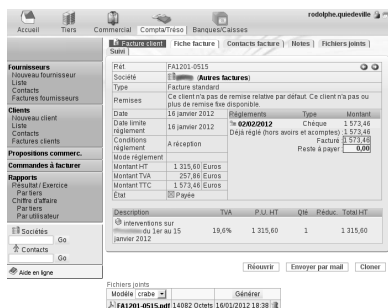 rodolphe.quiedeville
Accueil Tiers Commercial Compta/Tréso Banques/Caisses
Facture client Fiche facture Contacts facture Notes Fichiers joints
Suivi
Fournisseurs
Nouveau fournisseur
Liste
Contacts
Factures fournisseurs
Clients
Nouveau client
Liste
Contacts
Factures clients
Propositions commerc.
Commandes à facturer
Rapports
Résultat / Exercice
Par tiers
Chiffre d'affaire
Par tiers
Par utilisateur
Sociétés
Go
Contacts
Go
Aide en ligne
Réf. FA1201-0515
Société (Autres factures)
Type Facture standard
Remises Ce client n'a pas de remise relative par défaut. Ce client n'a pas ou
plus de remise fixe disponible.
Date 16 janvier 2012
Date limite
réglement 16 janvier 2012
Conditions
réglement A réception
Mode réglement
Montant HT 1 315,60 Euros
Montant TVA 257,86 Euros
Montant TTC 1 573,46 Euros
État Payée
Réglements Type Montant
02/02/2012 Chèque 1 573,46
Déjà réglé (hors avoirs et acomptes) : 1 573,46
Facturé : 1 573,46
Reste à payer : 0,00
Description TVA P.U. HT Qté Réduc. Total HT
interventions sur
du 1er au 15
janvier 2012 19,6% 1 315,60 1 1 315,60
Réouvrir Envoyer par mail Cloner
Fichiers joints
Modèle crabe Générer
FA1201-0515.pdf 14082 Octets 16/01/2012 18:38